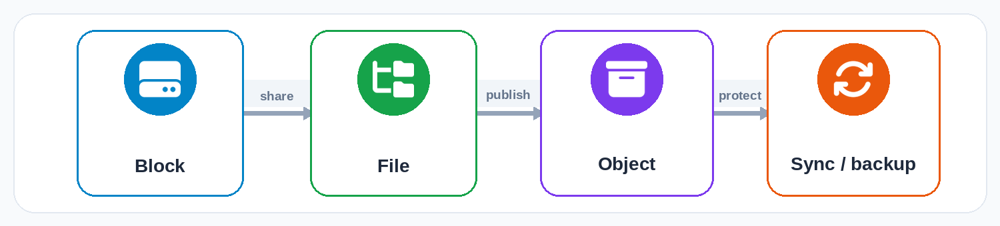 share
publish
protect
Block
File
Object
Sync / backup